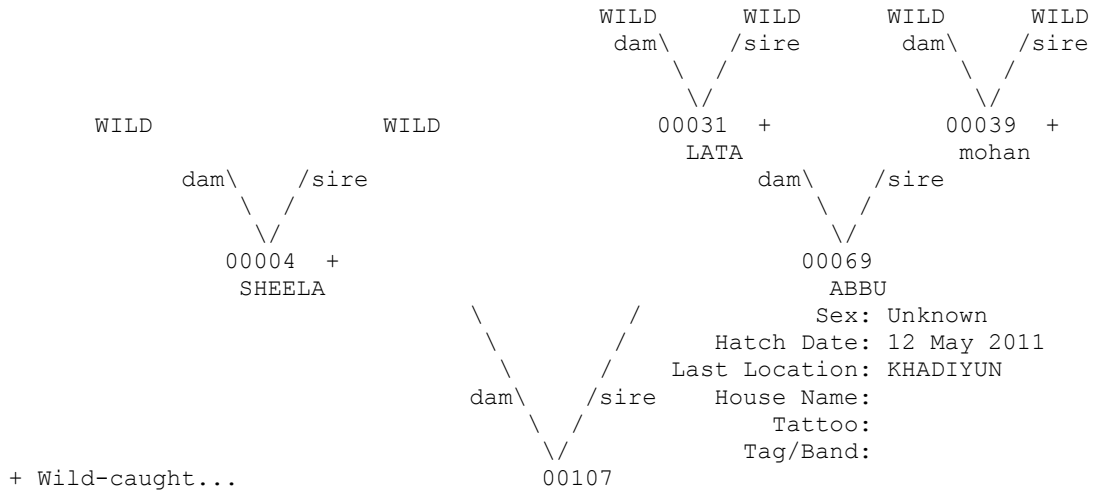 WILD WILD WILD WILD
dam\ /sire dam\ /sire
\ / \ /
\/ \/
WILD WILD 00031 + 00039 +
LATA mohan
dam\ /sire dam\ /sire
\ / \ /
\/ \/
00004 + 00069
SHEELA ABBU
\ / Sex: Unknown
\ / Hatch Date: 12 May 2011
\ / Last Location: KHADIYUN
dam\ /sire House Name:
\ / Tattoo:
\/ Tag/Band:
+ Wild-caught... 00107